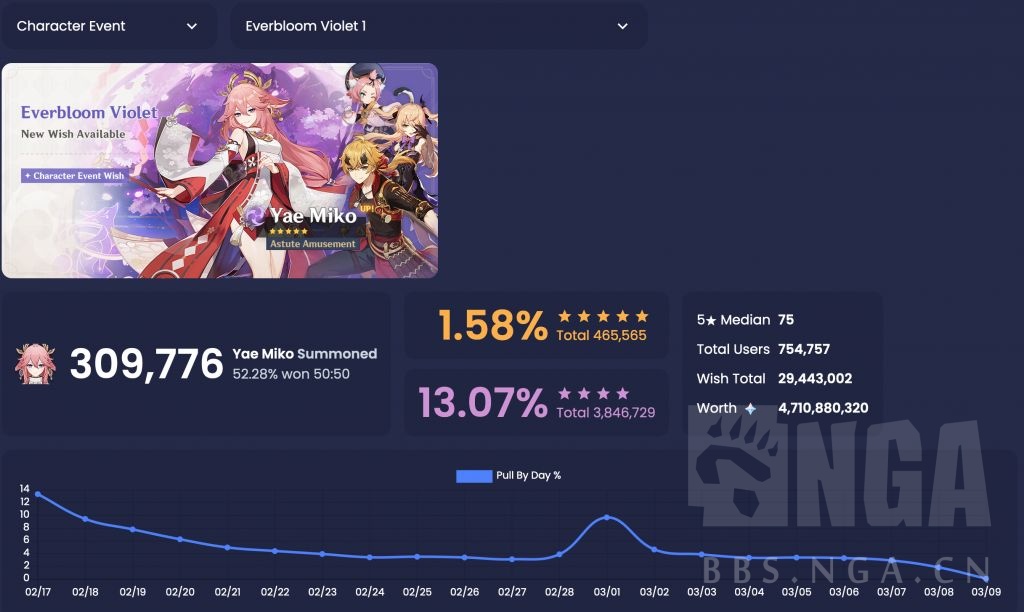 Character Event
Everbloom Violet 1
Everbloom Violet
New Wish Available
✦ Character Event Wish
UP!
Yae Miko
★★★★★
Astute Amusement
309,776
Yae Miko Summoned
52.28% won 50:50
1.58%
★ ★ ★ ★ ★
Total 465,565
13.07%
★ ★ ★ ★
Total 3,846,729
5★ Median 75
Total Users 754,757
Wish Total 29,443,002
Worth 4,710,880,320
NGA
BBS.NGA.CN
Pull By Day %
14
12
10
8
6
4
2
0
02/17 02/18 02/19 02/20 02/21 02/22 02/23 02/24 02/25 02/26 02/27 02/28 03/01 03/02 03/03 03/04 03/05 03/06 03/07 03/08 03/09